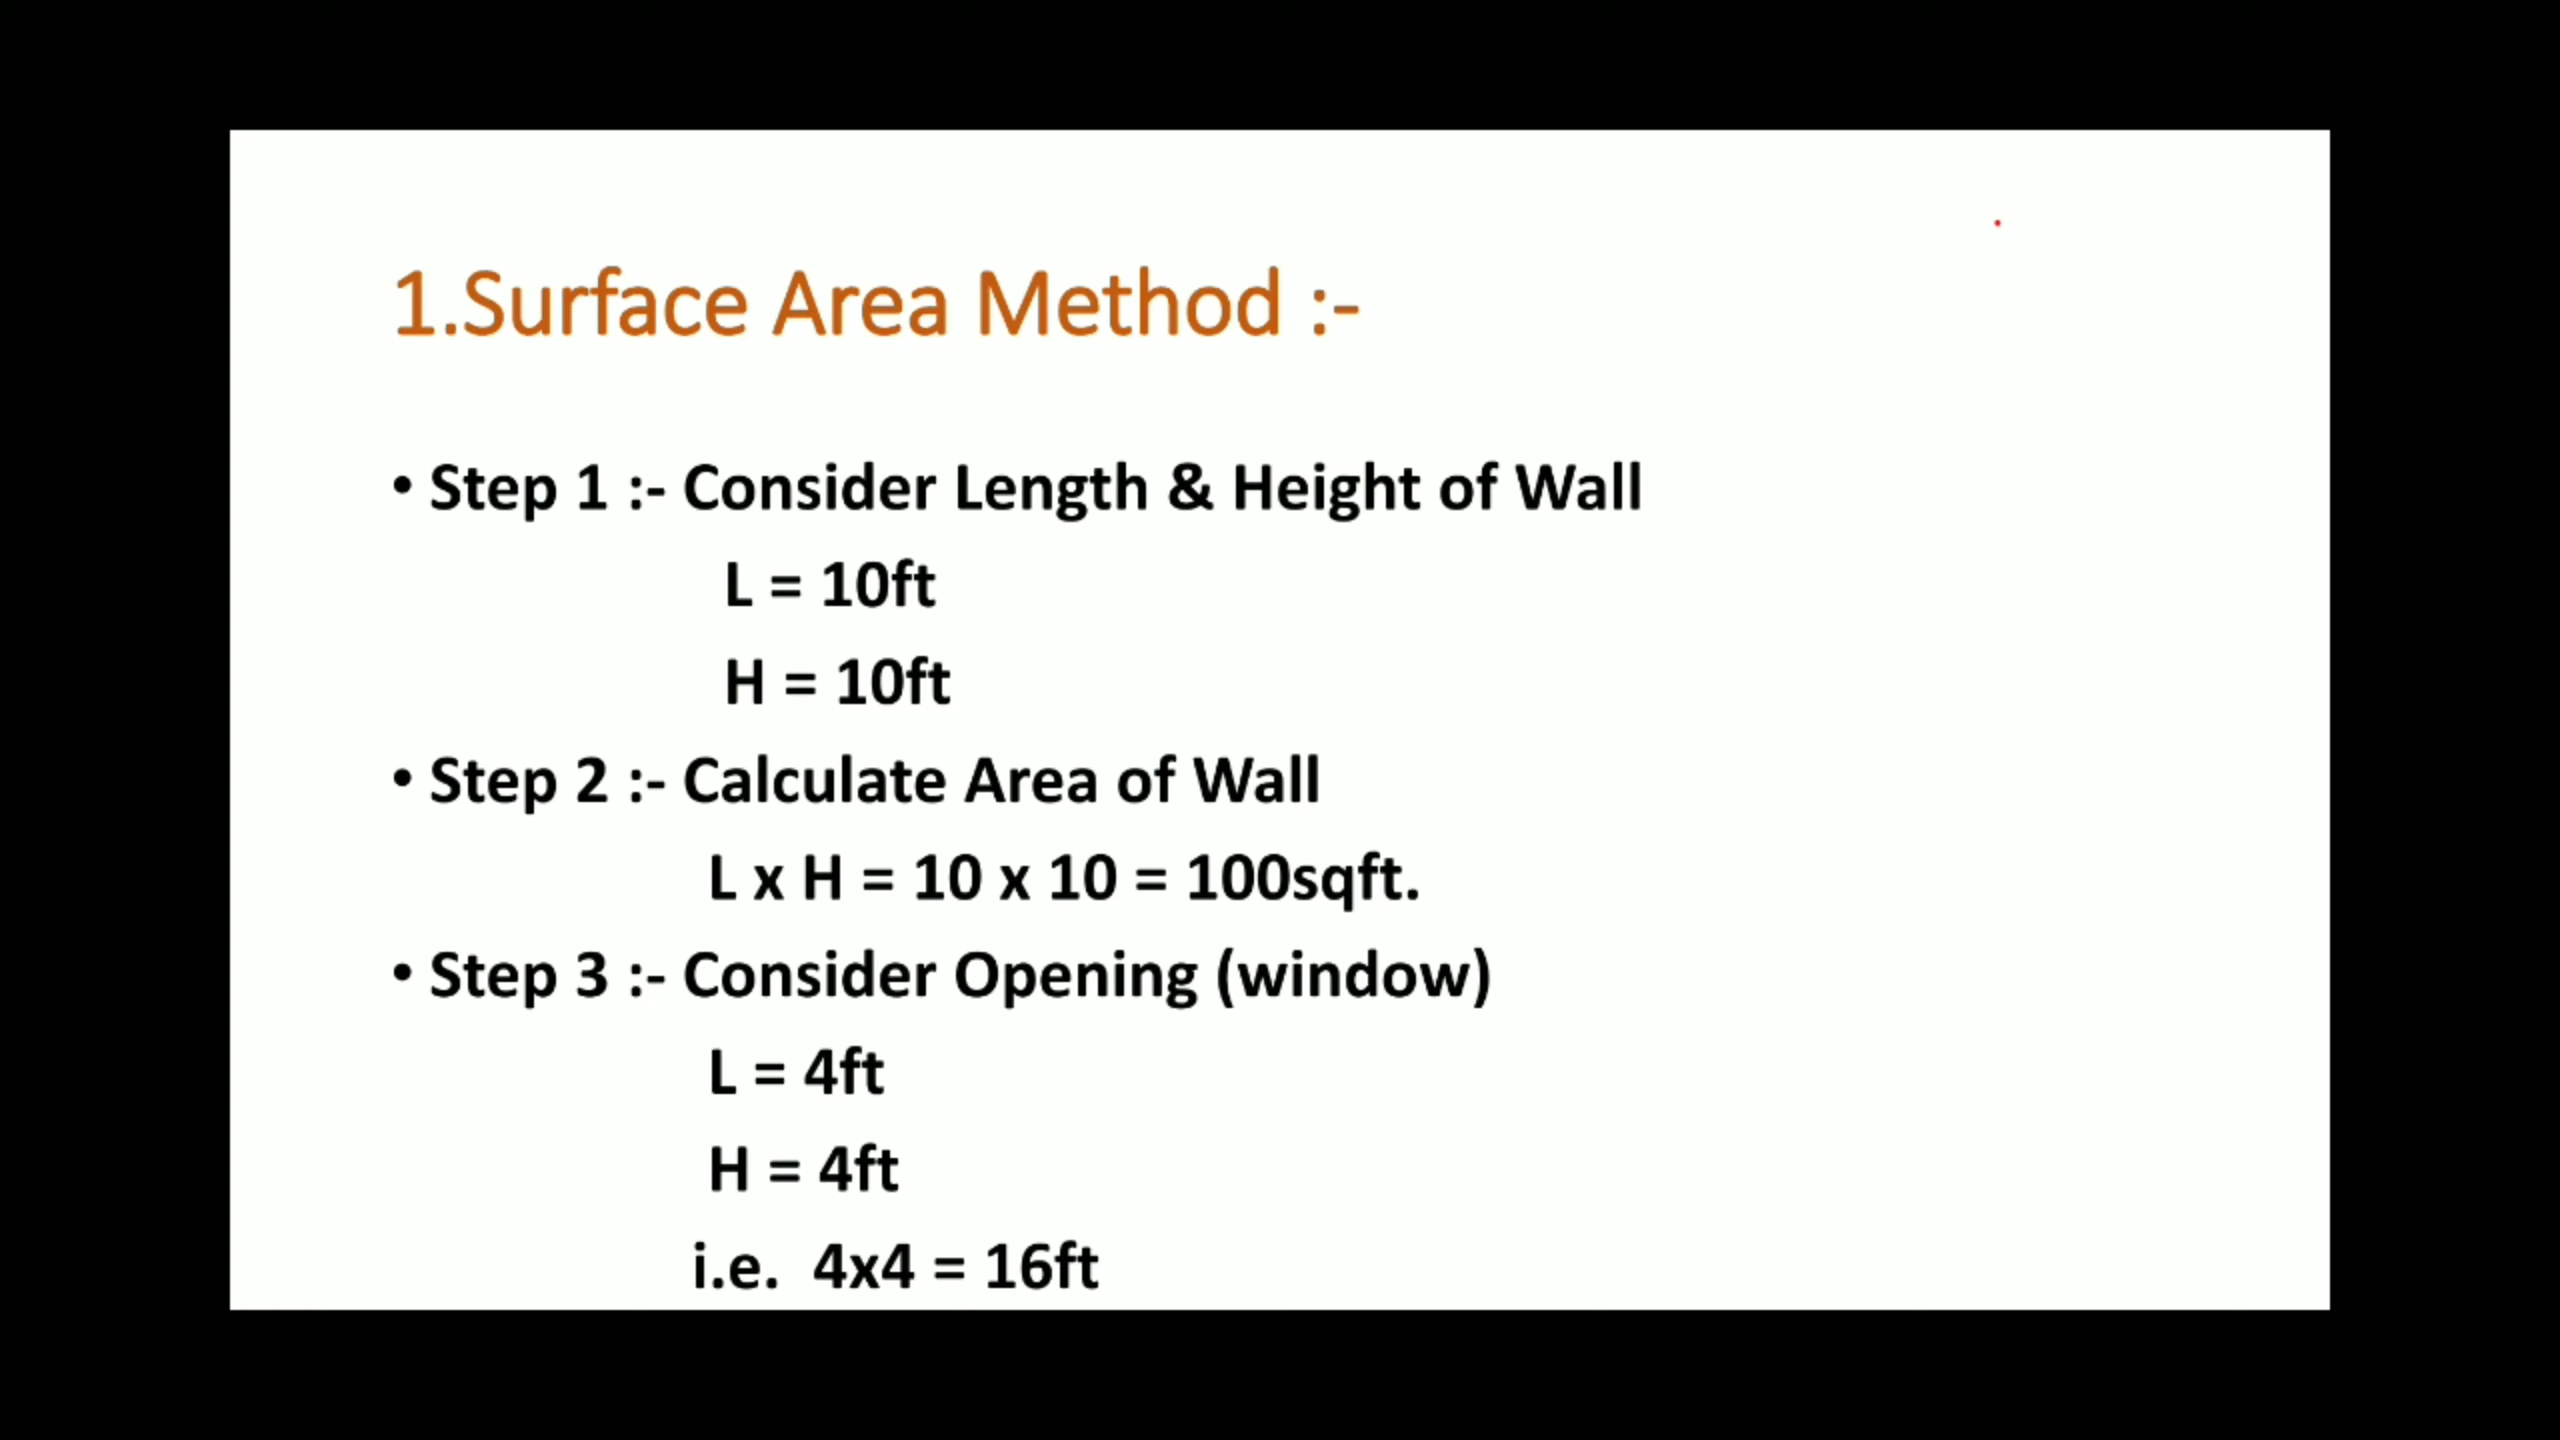 1.Surface Area Method :-
• Step 1 :- Consider Length & Height of Wall
L = 10ft
H = 10ft
• Step 2 :- Calculate Area of Wall
L x H = 10 x 10 = 100sqft.
• Step 3 :- Consider Opening (window)
L = 4ft
H = 4ft
i.e. 4x4 = 16ft